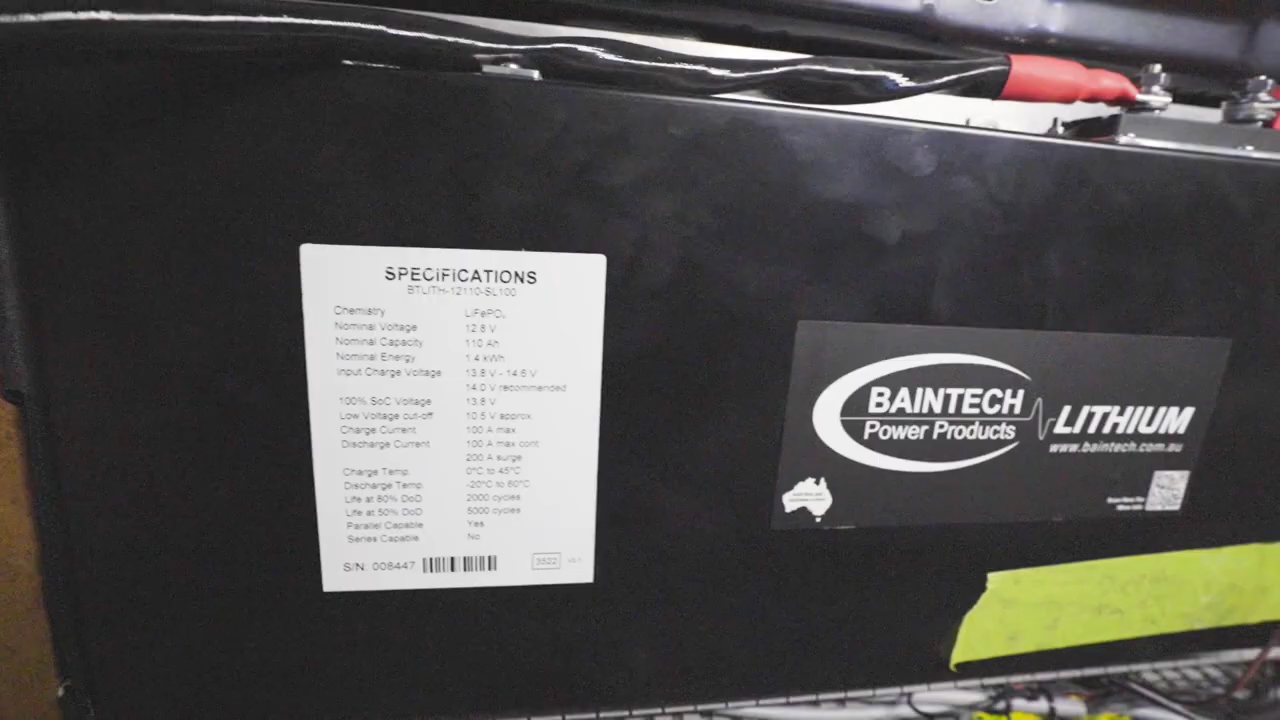 SPECIFICATIONS
BTLITH-12110-SL100
Chemistry LiFePO₄
Nominal Voltage 12.8 V
Nominal Capacity 110 Ah
Nominal Energy 1.4 kWh
Input Charge Voltage 13.8 V - 14.6 V
14.0 V recommended
100% SoC Voltage 13.8 V
Low Voltage cut-off 10.5 V approx
Charge Current 100 A max
Discharge Current 100 A max cont
200 A surge
Charge Temp. 0°C to 45°C
Discharge Temp -20°C to 60°C
Life at 80% DoD 2000 cycles
Life at 50% DoD 5000 cycles
Parallel Capable Yes
Series Capable No
S/N: 008447
3522
BAINTECH
Power Products
LITHIUM
www.baintech.com.au